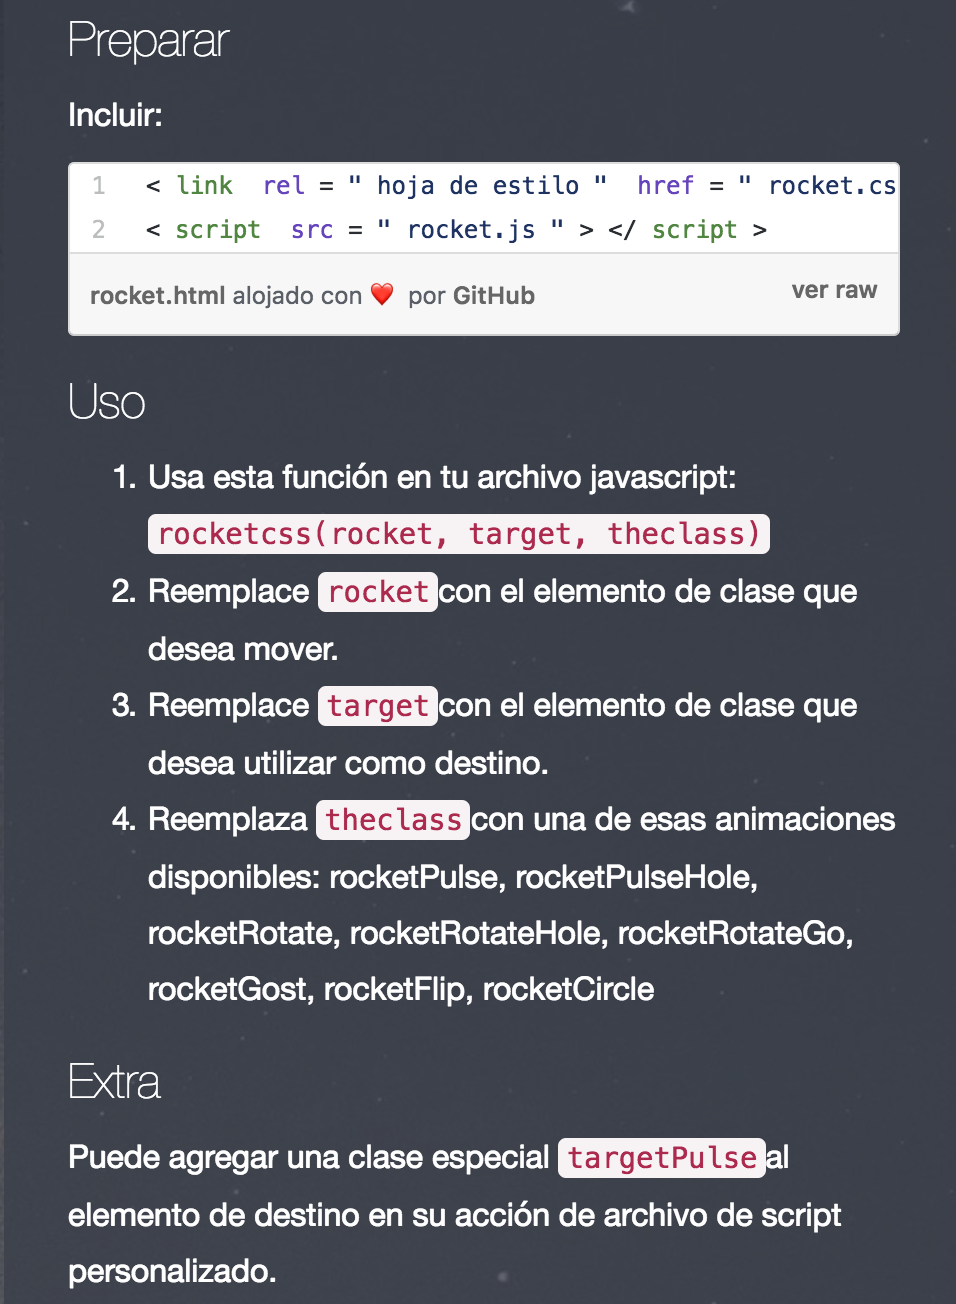 Preparar
Incluir:
1 < link rel = " hoja de estilo " href = " rocket.cs
2 < script src = " rocket.js " > </ script >
rocket.html alojado con ❤️ por GitHub ver raw
Uso
1. Usa esta función en tu archivo javascript:
rocketcss(rocket, target, theclass)
2. Reemplace rocket con el elemento de clase que
desea mover.
3. Reemplace target con el elemento de clase que
desea utilizar como destino.
4. Reemplaza theclass con una de esas animaciones
disponibles: rocketPulse, rocketPulseHole,
rocketRotate, rocketRotateHole, rocketRotateGo,
rocketGost, rocketFlip, rocketCircle
Extra
Puede agregar una clase especial targetPulse al
elemento de destino en su acción de archivo de script
personalizado.